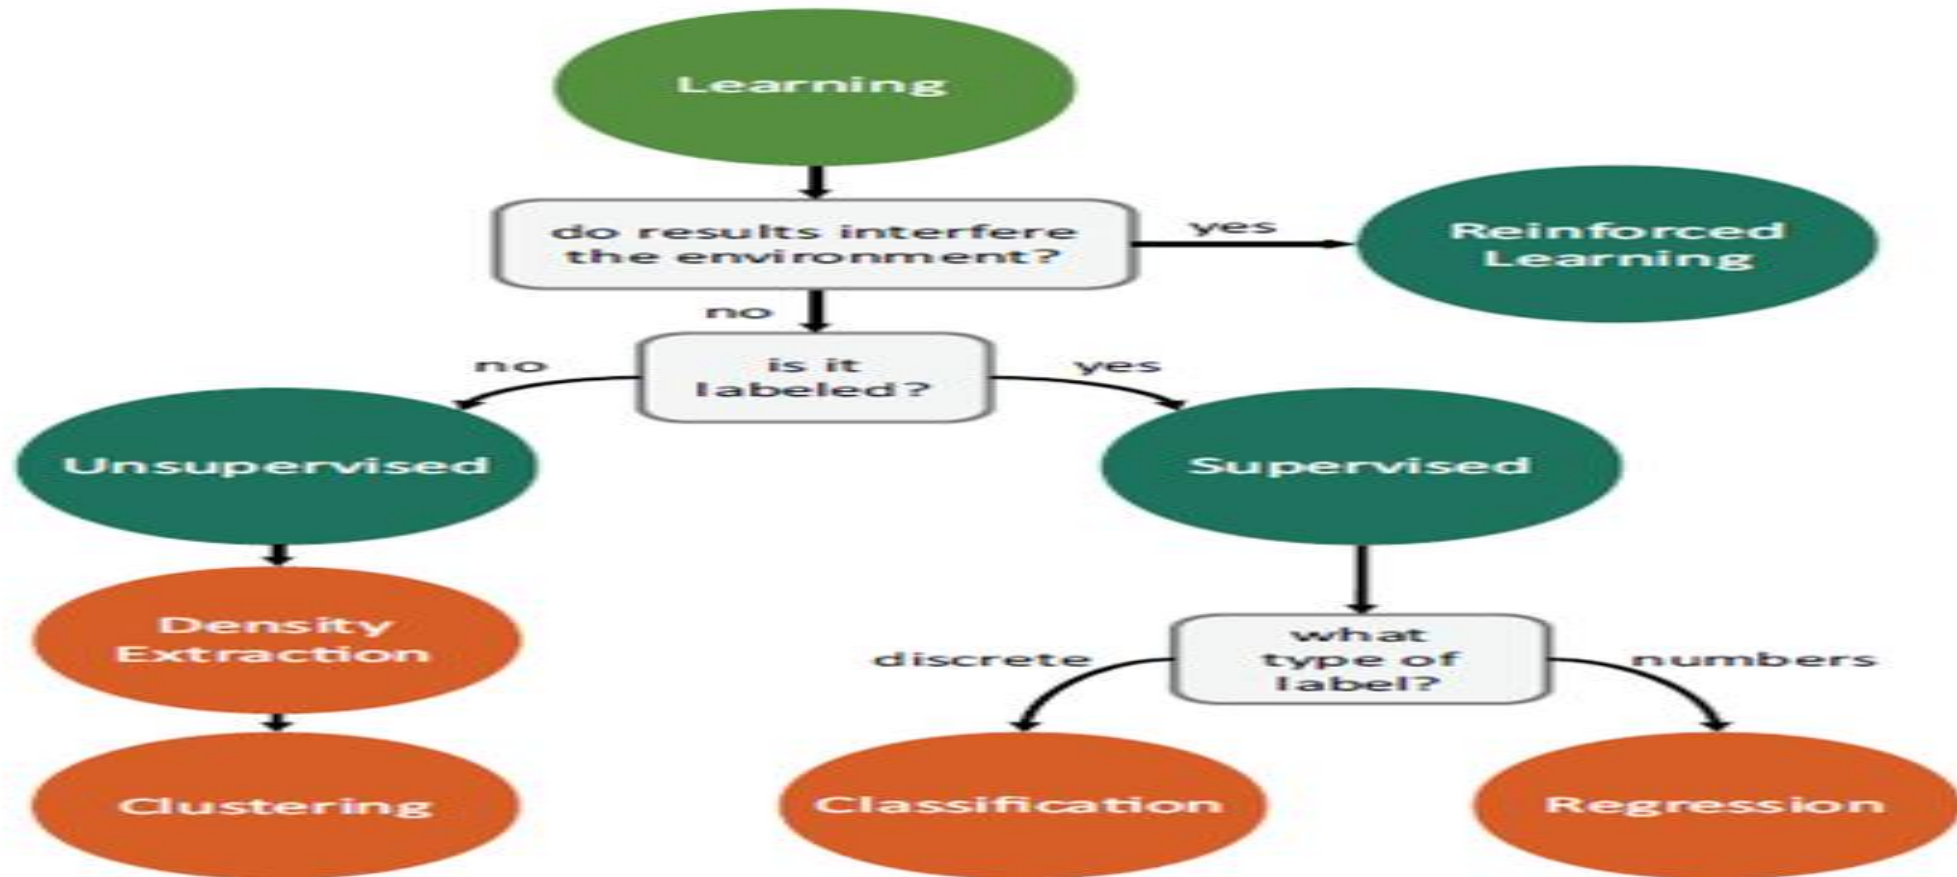 Learning
do results interfere
the environment?
yes
Reinforced
Learning
no
is it
labeled?
no
yes
Unsupervised
Supervised
Density
Extraction
what
type of
label?
discrete
numbers
Clustering
Classification
Regression